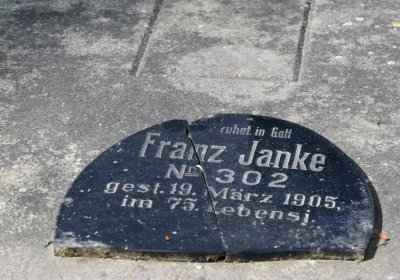 ruhet in Gott
Franz Janke
No 302
gest. 19. März 1905,
im 75. Lebensj.